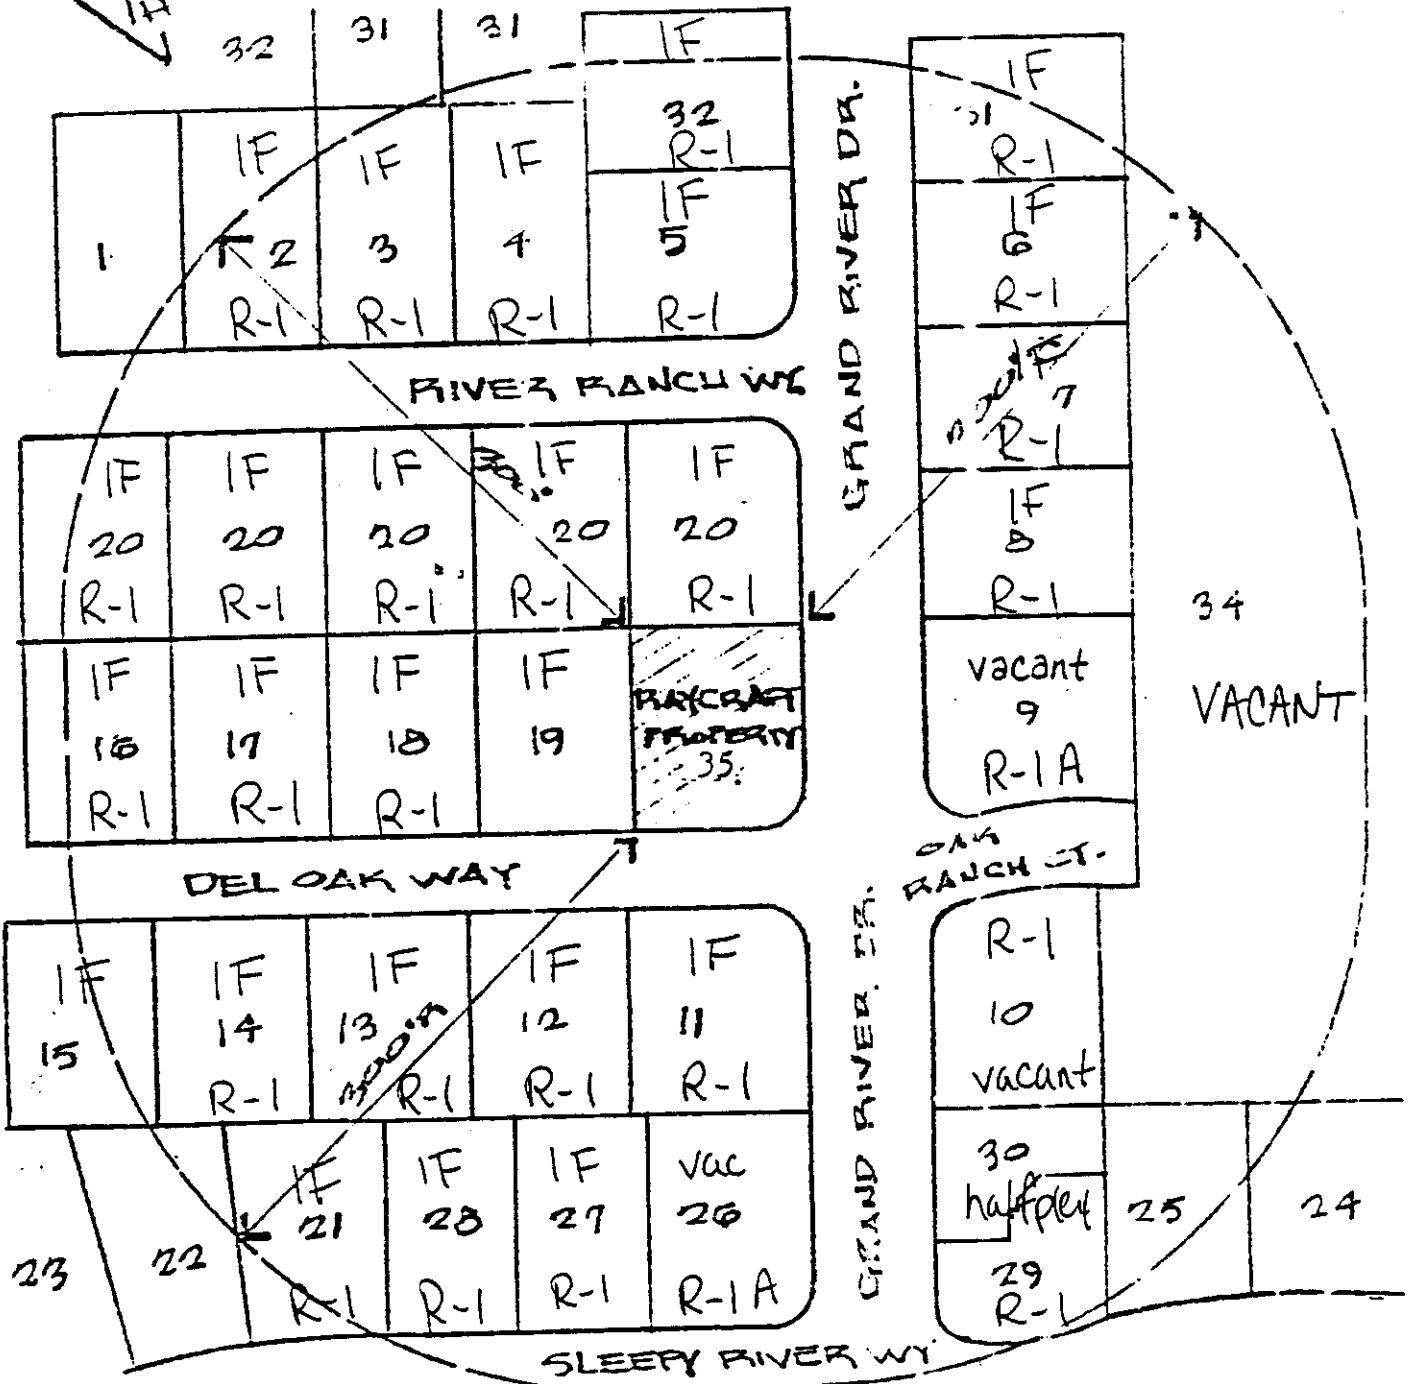 32
31
31
1F
32
R-1
1F
R-1
1
1F
2
R-1
1F
3
R-1
1F
4
R-1
1F
5
R-1
GRAND RIVER DR.
1F
6
R-1
7
R-1
1F
8
R-1
RIVER RANCH WY
1F
20
R-1
1F
20
R-1
1F
20
R-1
1F
20
R-1
1F
20
R-1
34
VACANT
1F
16
R-1
1F
17
R-1
1F
18
R-1
1F
19
RAYCRAFT
PROPERTY
35
vacant
9
R-1A
DEL OAK WAY
OAK
RANCH CT.
1F
15
1F
14
R-1
1F
13
R-1
300'R
1F
12
R-1
1F
11
R-1
GRAND RIVER DR.
R-1
10
vacant
23
22
1F
21
R-1
1F
28
R-1
1F
27
R-1
vac
26
R-1A
30
halfplex
29
R-1
25
24
SLEEPY RIVER WY